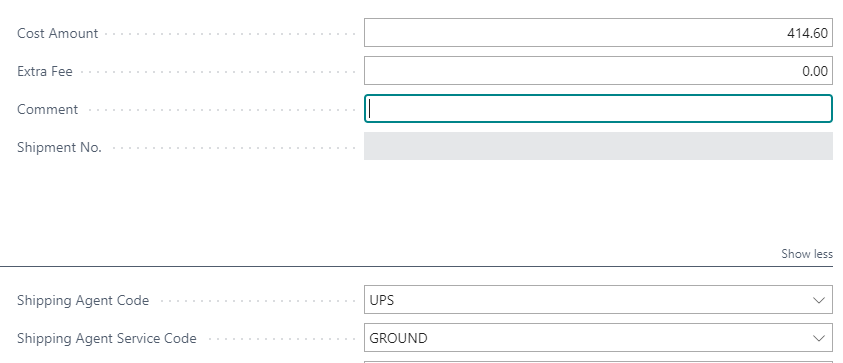 Cost Amount 414.60
Extra Fee 0.00
Comment
Shipment No.
Show less
Shipping Agent Code UPS
Shipping Agent Service Code GROUND